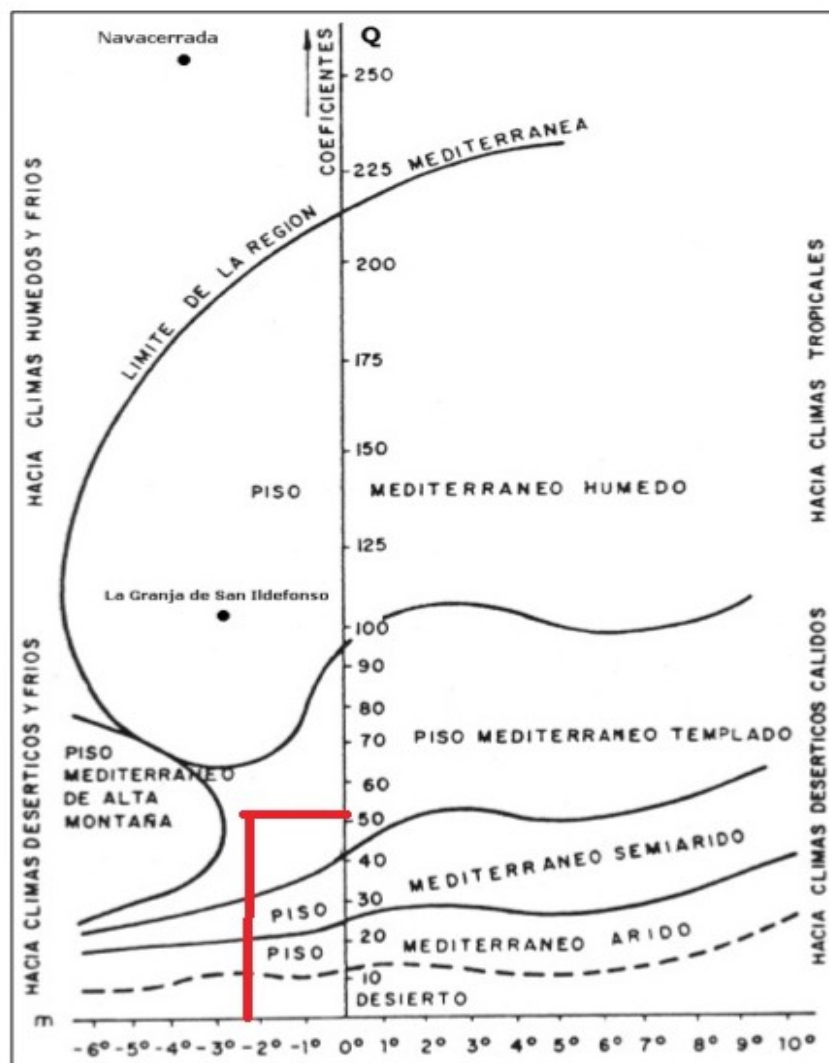 Navacerrada
Q
COEFICIENTES
250
225
200
175
150
125
100
90
80
70
60
50
40
30
20
10
LIMITE DE LA REGION MEDITERRANEA
HACIA CLIMAS HUMEDOS Y FRIOS
HACIA CLIMAS TROPICALES
PISO MEDITERRANEO HUMEDO
La Granja de San Ildefonso
HACIA CLIMAS DESERTICOS Y FRIOS
HACIA CLIMAS DESERTICOS CALIDOS
PISO
MEDITERRANEO
DE ALTA
MONTAÑA
PISO MEDITERRANEO TEMPLADO
PISO MEDITERRANEO SEMIARIDO
PISO MEDITERRANEO ARIDO
DESIERTO
m
-6° -5° -4° -3° -2° -1° 0° 1° 2° 3° 4° 5° 6° 7° 8° 9° 10°